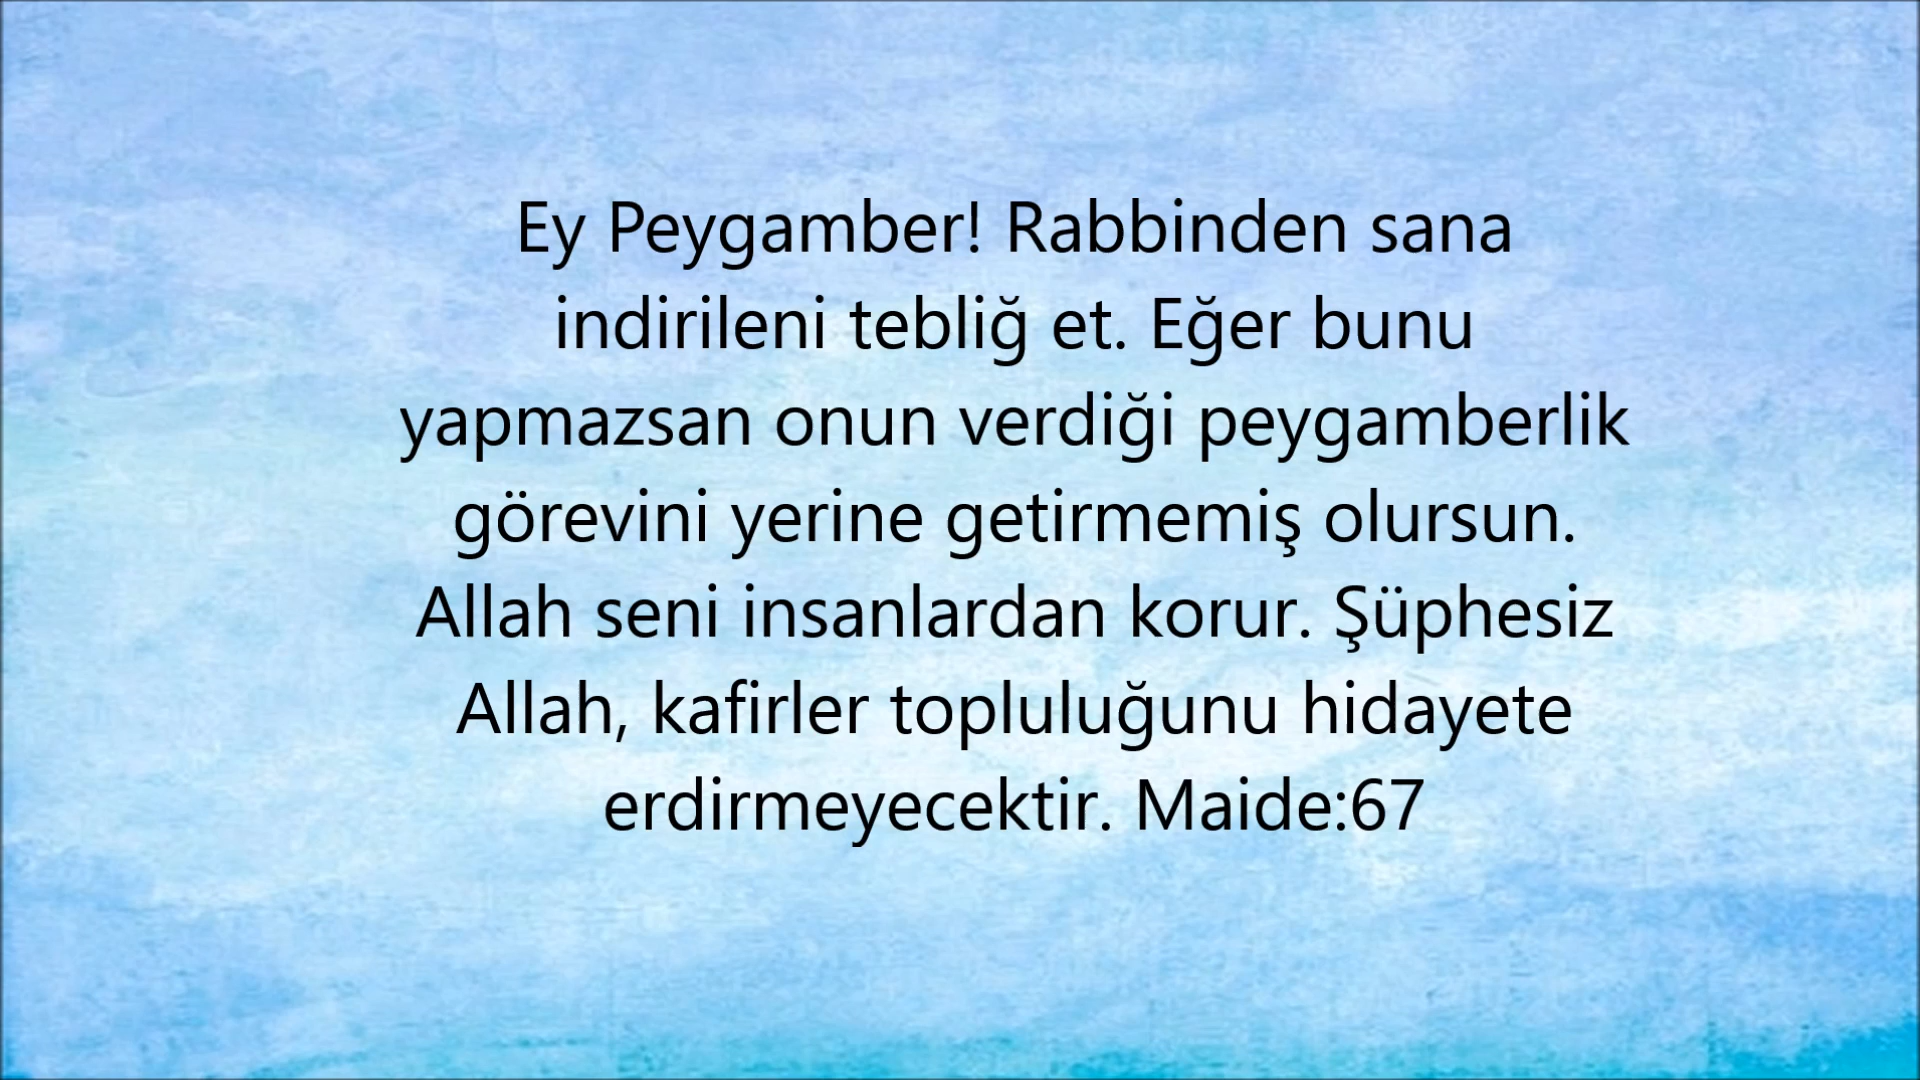 Ey Peygamber! Rabbinden sana
indirileni tebliğ et. Eğer bunu
yapmazsan onun verdiği peygamberlik
görevini yerine getirmemiş olursun.
Allah seni insanlardan korur. Şüphesiz
Allah, kafirler topluluğunu hidayete
erdirmeyecektir. Maide:67